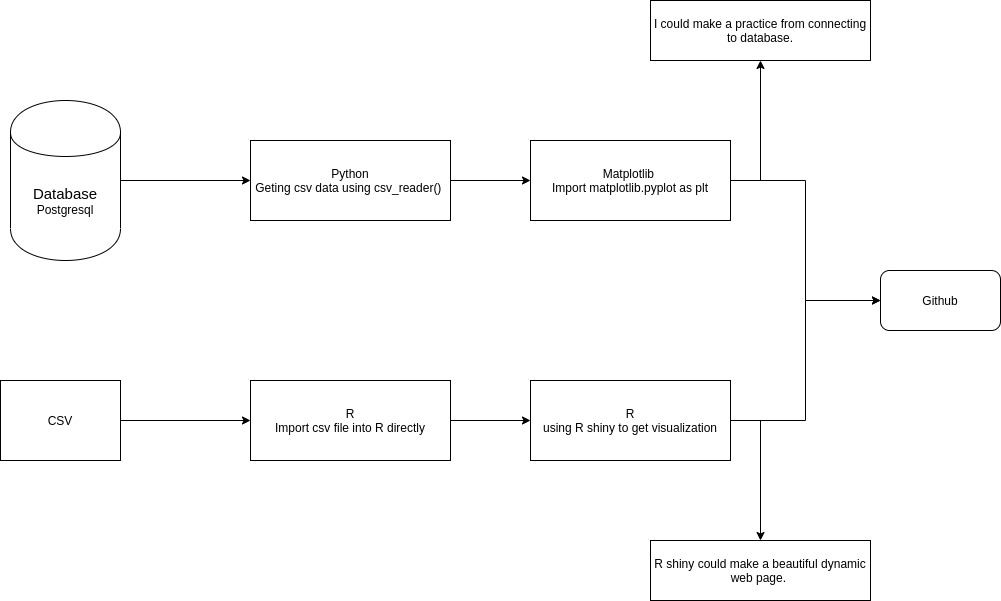 I could make a practice from connecting
to database.
Database
Postgresql
Python
Geting csv data using csv_reader()
Matplotlib
Import matplotlib.pyplot as plt
Github
CSV
R
Import csv file into R directly
R
using R shiny to get visualization
R shiny could make a beautiful dynamic
web page.